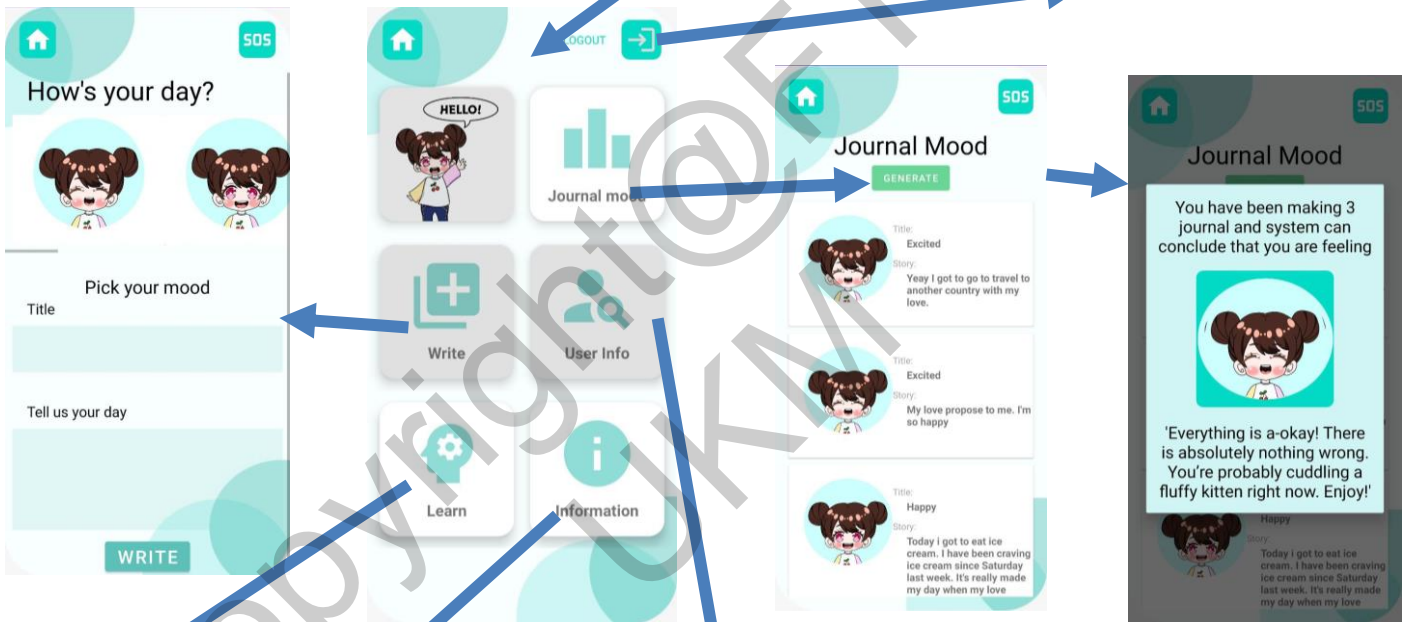 SOS
How's your day?
Pick your mood
Title
Tell us your day
WRITE
LOGOUT
HELLO!
Journal mood
Write
User Info
Learn
Information
SOS
Journal Mood
GENERATE
Title:
Excited
Story:
Yeay I got to go to travel to
another country with my
love.
Title:
Excited
Story:
My love propose to me. I'm
so happy
Title:
Happy
Story:
Today i got to eat ice
cream. I have been craving
ice cream since Saturday
last week. It's really made
my day when my love
SOS
Journal Mood
You have been making 3
journal and system can
conclude that you are feeling
'Everything is a-okay! There
is absolutely nothing wrong.
You're probably cuddling a
fluffy kitten right now. Enjoy!'
Happy
Story:
Today i got to eat ice
cream. I have been craving
ice cream since Saturday
last week. It's really made
my day when my love
UKM